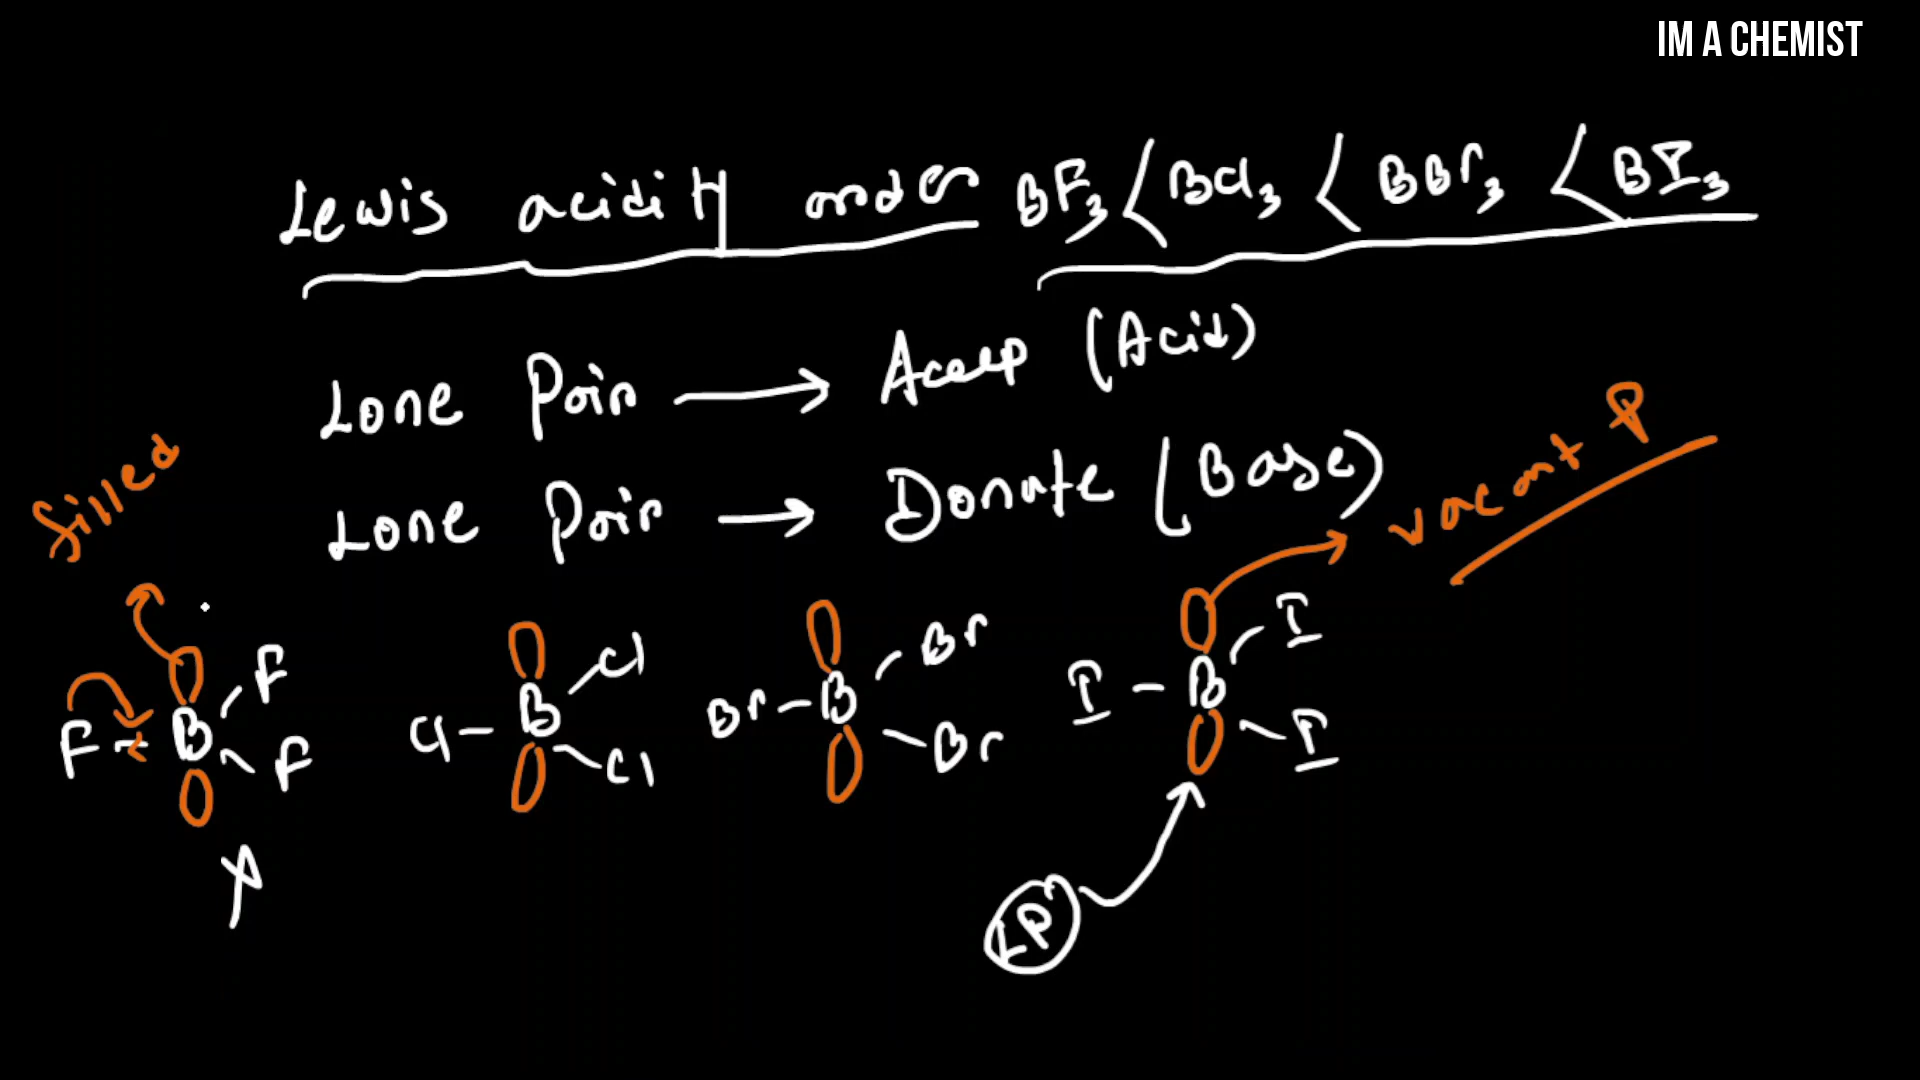 IM A CHEMIST
Lewis acidity order BF3 < BCl3 < BBr3 < BI3
Lone Pair → Accep (Acid)
Lone Pair → Donate (Base)
filled
vacant P
F - B F F
Cl - B Cl Cl
Br - B Br Br
I - B I I
LP